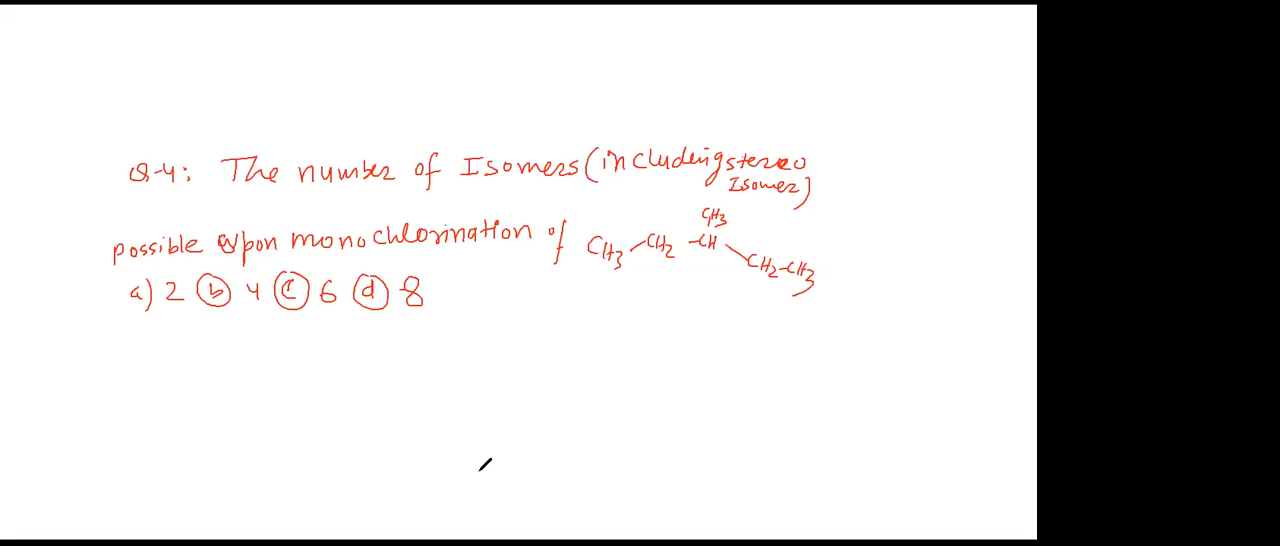 Q-4: The number of Isomers (including stereo Isomer)
possible upon monochlorination of CH3-CH2-CH(CH3)-CH2-CH3
a) 2 (b) 4 (c) 6 (d) 8